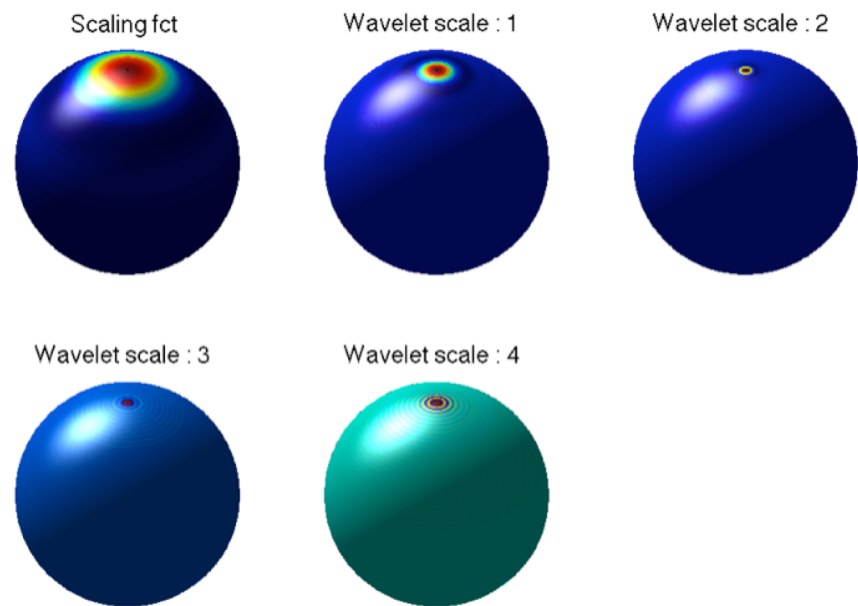 Scaling fct
Wavelet scale : 1
Wavelet scale : 2
Wavelet scale : 3
Wavelet scale : 4